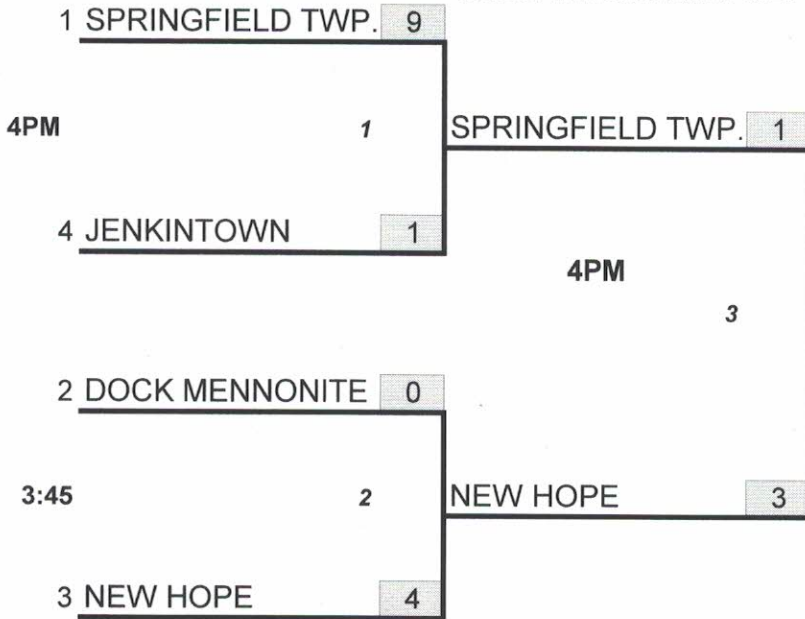 1 SPRINGFIELD TWP. 9
4PM 1 SPRINGFIELD TWP. 1
4 JENKINTOWN 1
4PM
3
2 DOCK MENNONITE 0
3:45 2 NEW HOPE 3
3 NEW HOPE 4